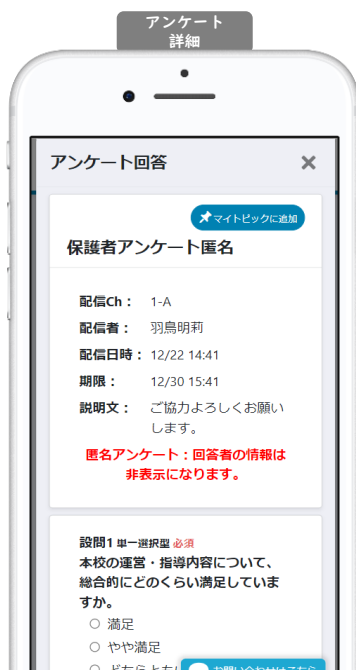 アンケート
詳細
アンケート回答
マイトピックに追加
保護者アンケート匿名
配信Ch： 1-A
配信者： 羽鳥明莉
配信日時： 12/22 14:41
期限： 12/30 15:41
説明文： ご協力よろしくお願い
します。
匿名アンケート：回答者の情報は
非表示になります。
設問1 単一選択型 必須
本校の運営・指導内容について、
総合的にどのくらい満足していま
すか。
満足
やや満足